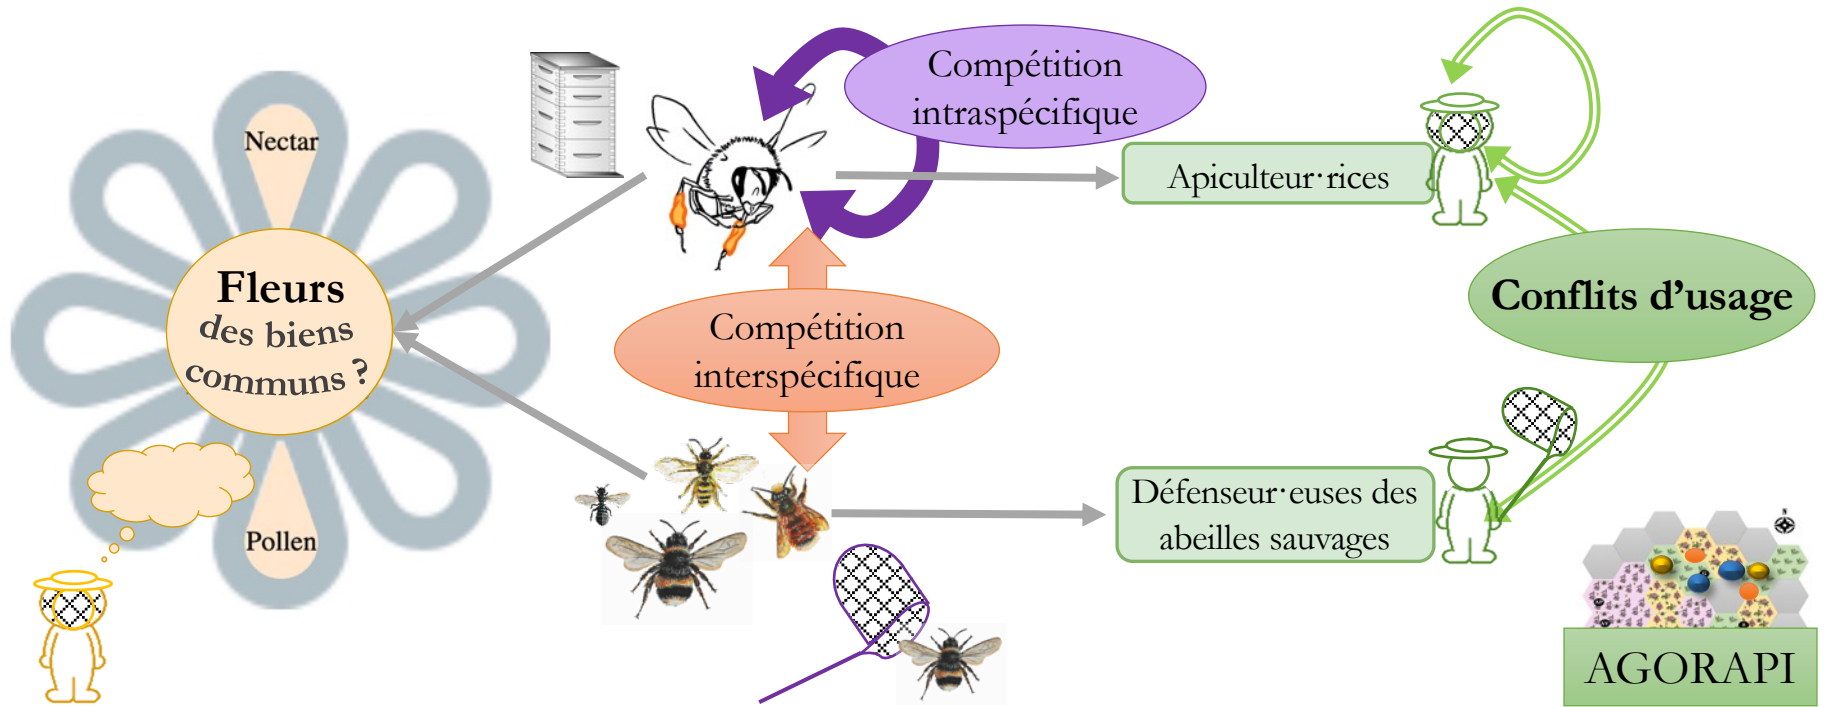 Nectar
Fleurs
des biens
communs ?
Pollen
Compétition
intraspécifique
Compétition
interspécifique
Apiculteur·rices
Conflits d'usage
Défenseur·euses des
abeilles sauvages
N
AGORAPI